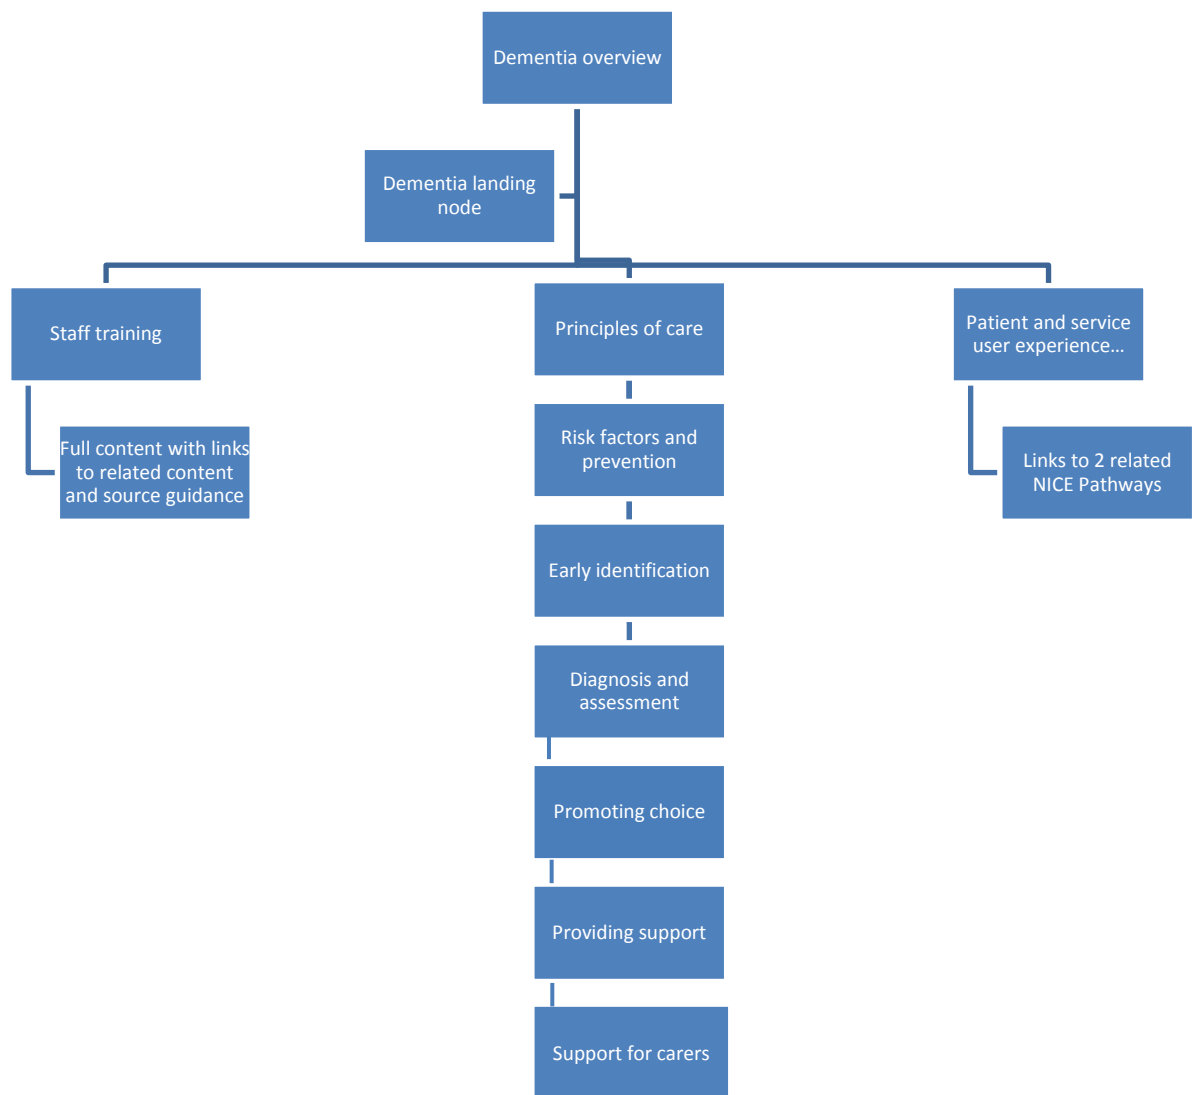 Dementia overview
Dementia landing
node
Staff training
Principles of care
Patient and service
user experience...
Full content with links
to related content
and source guidance
Risk factors and
prevention
Links to 2 related
NICE Pathways
Early identification
Diagnosis and
assessment
Promoting choice
Providing support
Support for carers